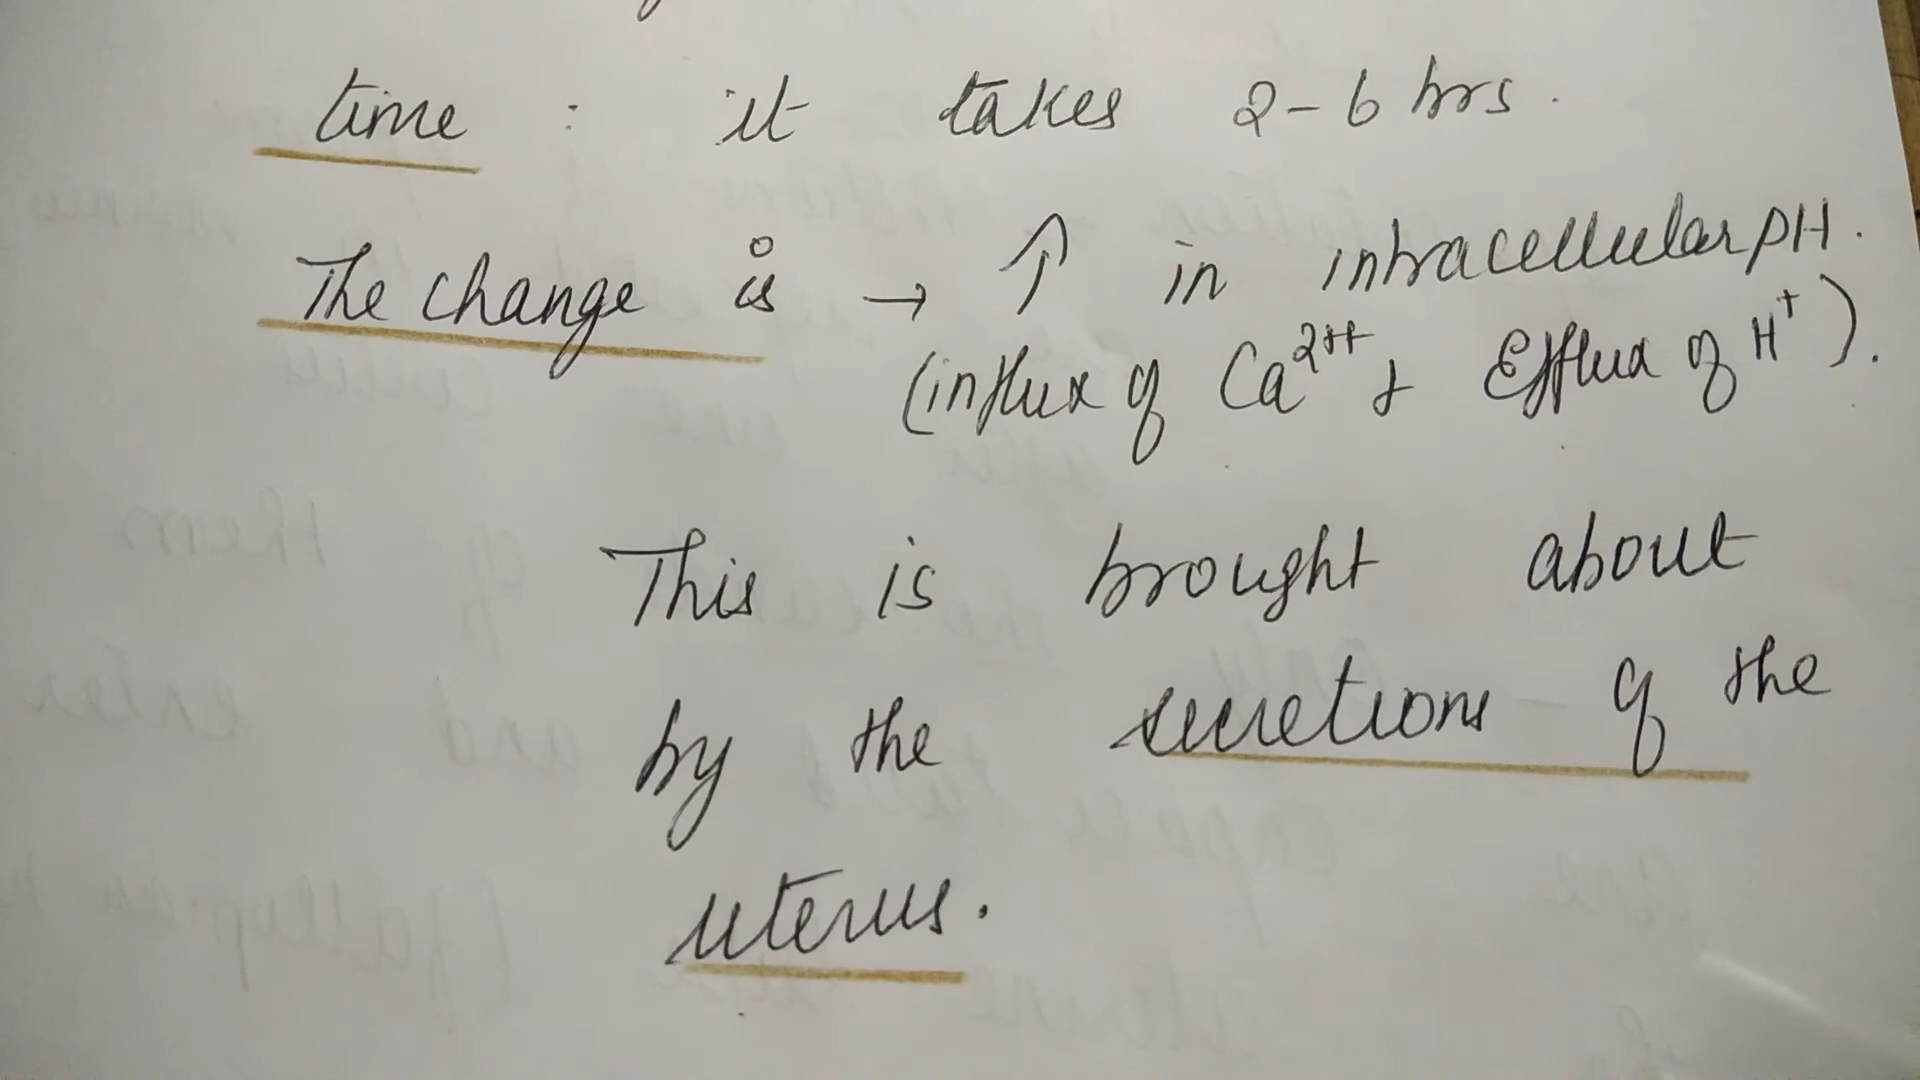 time : it takes 2-6 hrs.
The change is → ↑ in intracellular pH.
(influx of Ca2++ & Efflux of H+).
This is brought about
by the secretions of the
uterus.